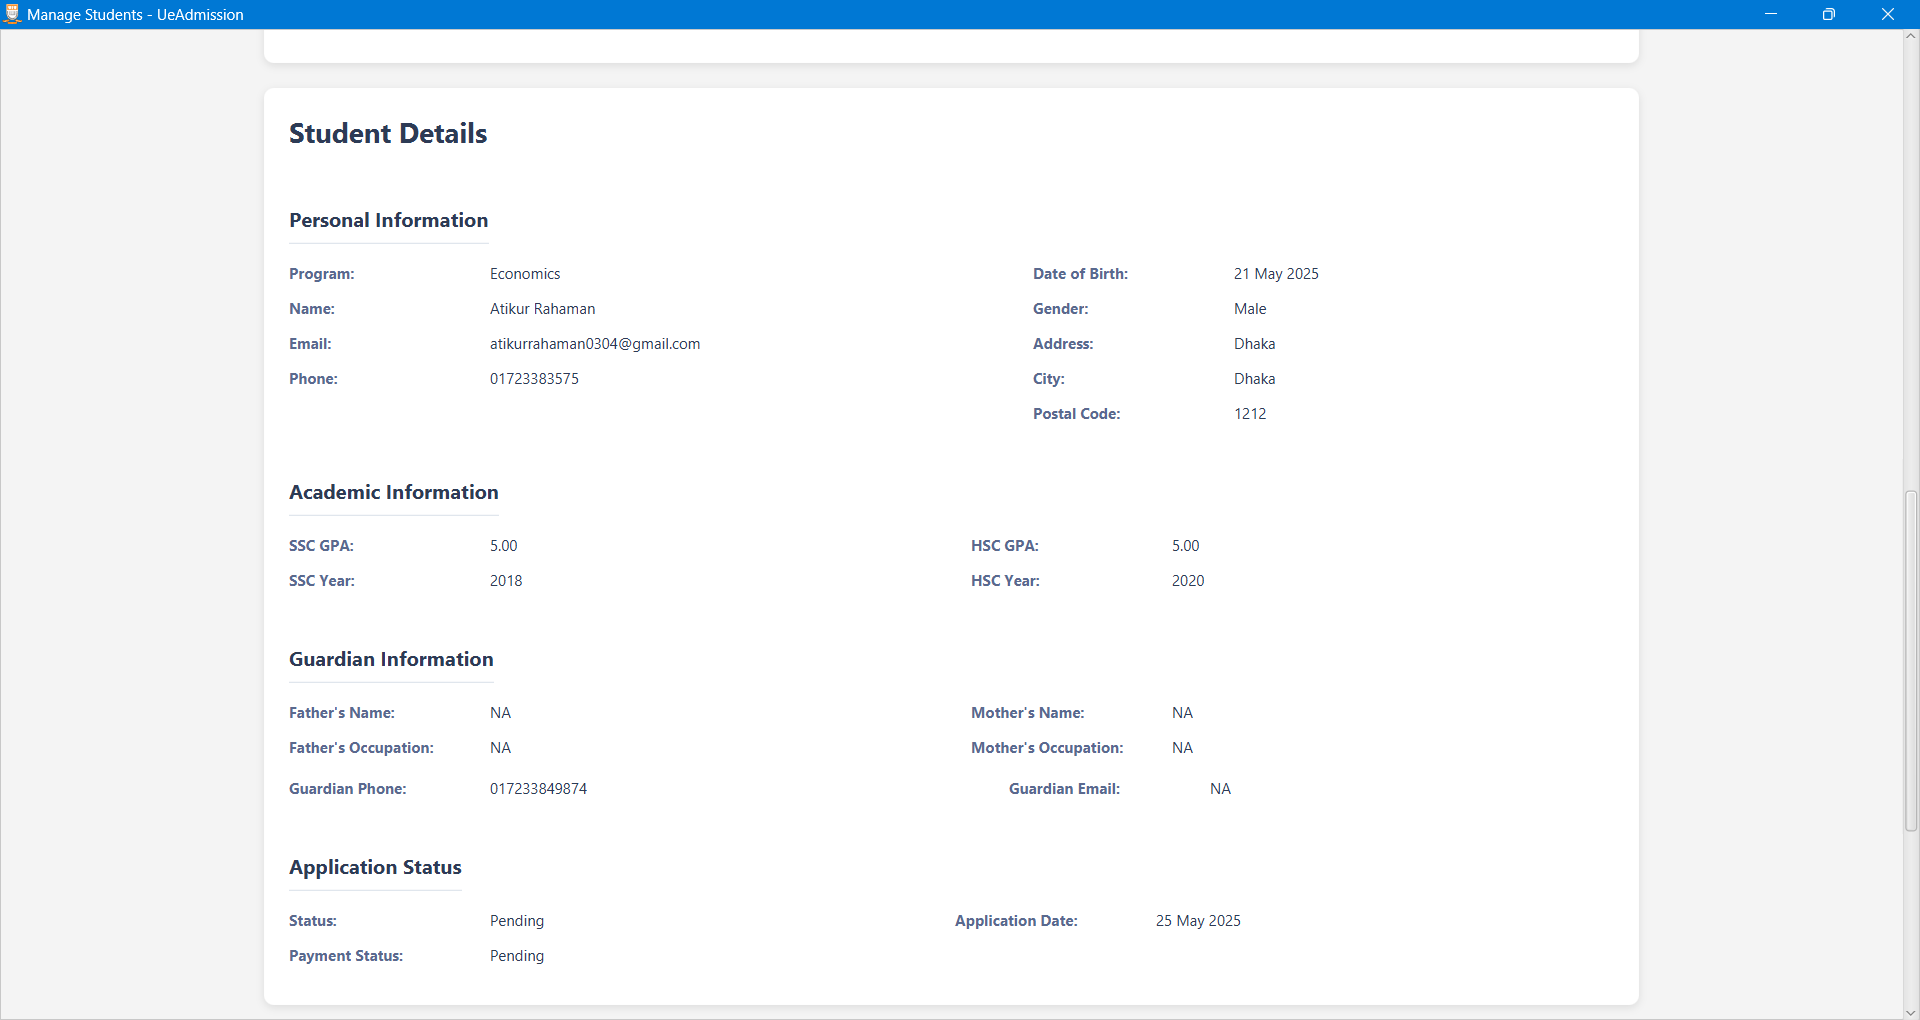 Manage Students - UeAdmission
Student Details
Personal Information
Program: Economics
Name: Atikur Rahaman
Email: atikurrahaman0304@gmail.com
Phone: 01723383575
Date of Birth: 21 May 2025
Gender: Male
Address: Dhaka
City: Dhaka
Postal Code: 1212
Academic Information
SSC GPA: 5.00
SSC Year: 2018
HSC GPA: 5.00
HSC Year: 2020
Guardian Information
Father's Name: NA
Father's Occupation: NA
Mother's Name: NA
Mother's Occupation: NA
Guardian Phone: 017233849874
Guardian Email: NA
Application Status
Status: Pending
Payment Status: Pending
Application Date: 25 May 2025